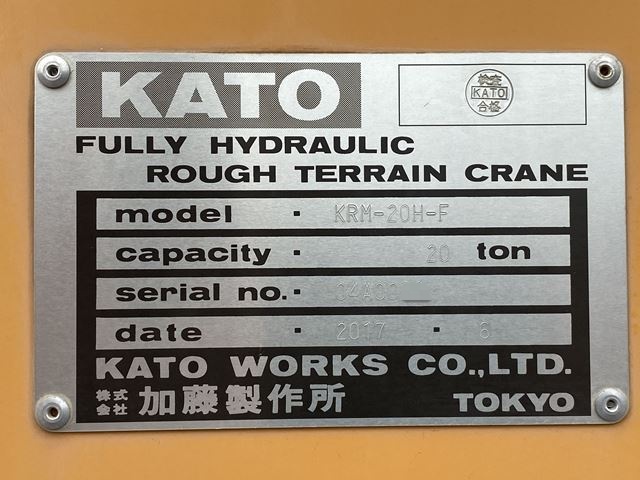 KATO
検査
KATO
合格
FULLY HYDRAULIC
ROUGH TERRAIN CRANE
model · KRM-20H-F
capacity · 20 ton
serial no. ·
date · 2017 · 8
KATO WORKS CO.,LTD.
株式会社 加藤製作所 TOKYO